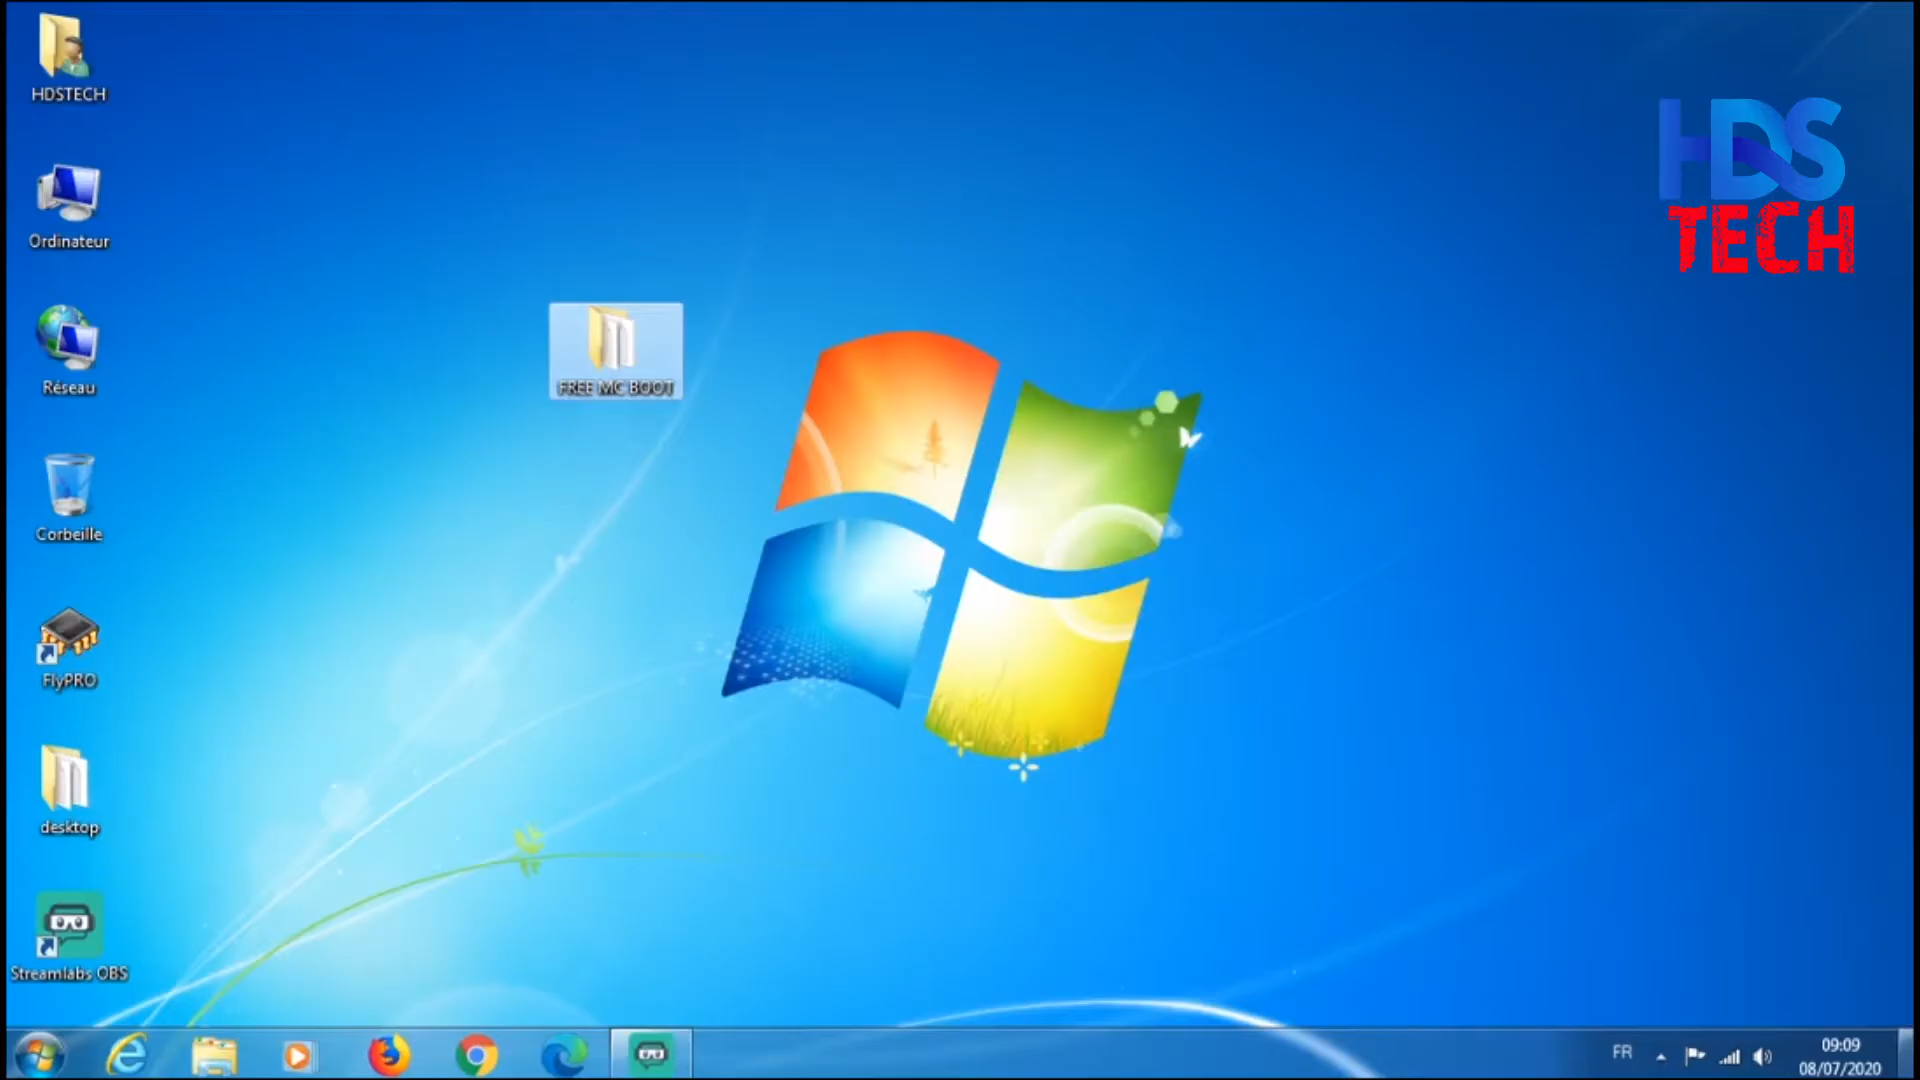 HDSTECH
Ordinateur
Réseau
Corbeille
FlyPRO
desktop
Streamlabs OBS
FREE MC BOOT
HDS
TECH
FR
09:09
08/07/2020